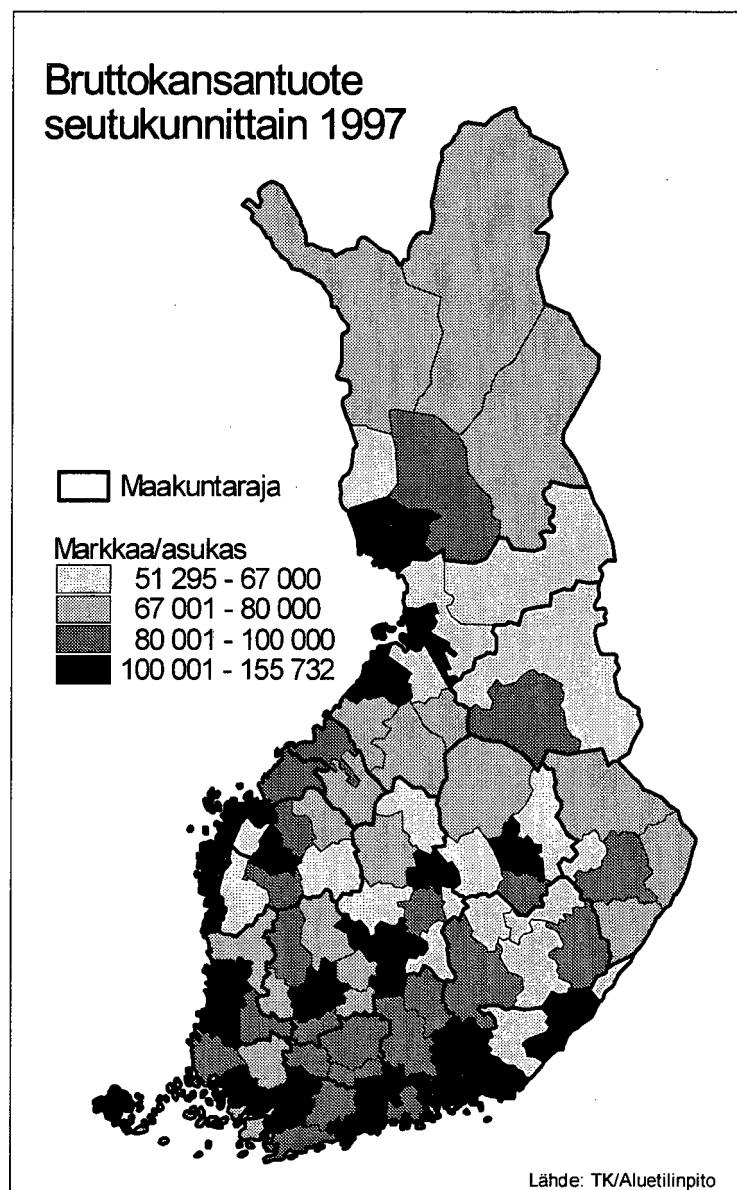 Bruttokansantuote
seutukunnittain 1997
Maakuntaraja
Markkaa/asukas
51 295 - 67 000
67 001 - 80 000
80 001 - 100 000
100 001 - 155 732
Lähde: TK/Aluetilinpito